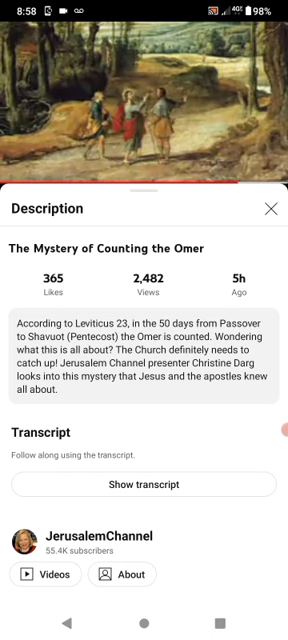 8:58
4G 98%
Description
The Mystery of Counting the Omer
365
Likes
2,482
Views
5h
Ago
According to Leviticus 23, in the 50 days from Passover
to Shavuot (Pentecost) the Omer is counted. Wondering
what this is all about? The Church definitely needs to
catch up! Jerusalem Channel presenter Christine Darg
looks into this mystery that Jesus and the apostles knew
all about.
Transcript
Follow along using the transcript.
Show transcript
JerusalemChannel
55.4K subscribers
Videos
About